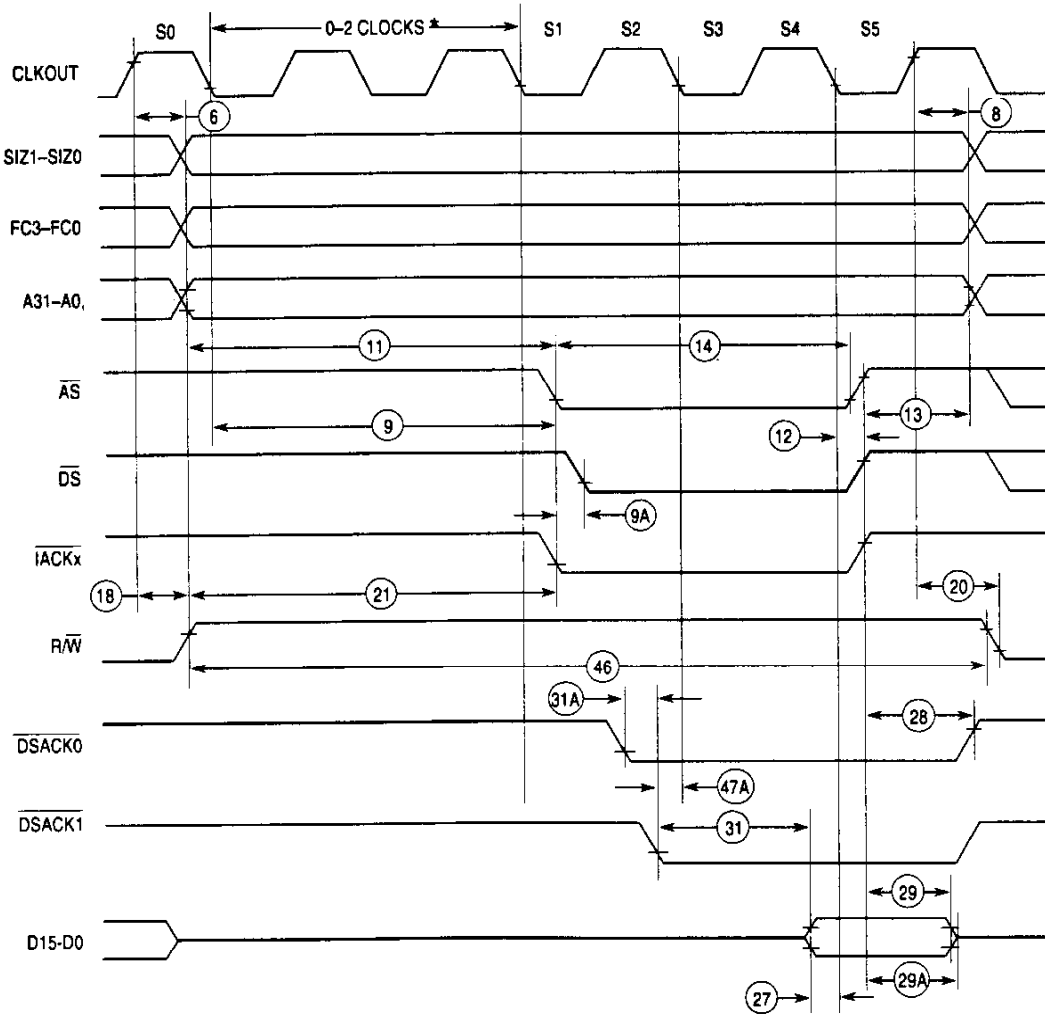 S0
0–2 CLOCKS *
S1
S2
S3
S4
S5
CLKOUT
6
8
SIZ1–SIZ0
FC3–FC0
A31–A0,
11
14
AS
9
12
13
DS
9A
IACKx
18
21
20
R/W
46
31A
28
DSACK0
47A
DSACK1
31
29
D15-D0
27
29A